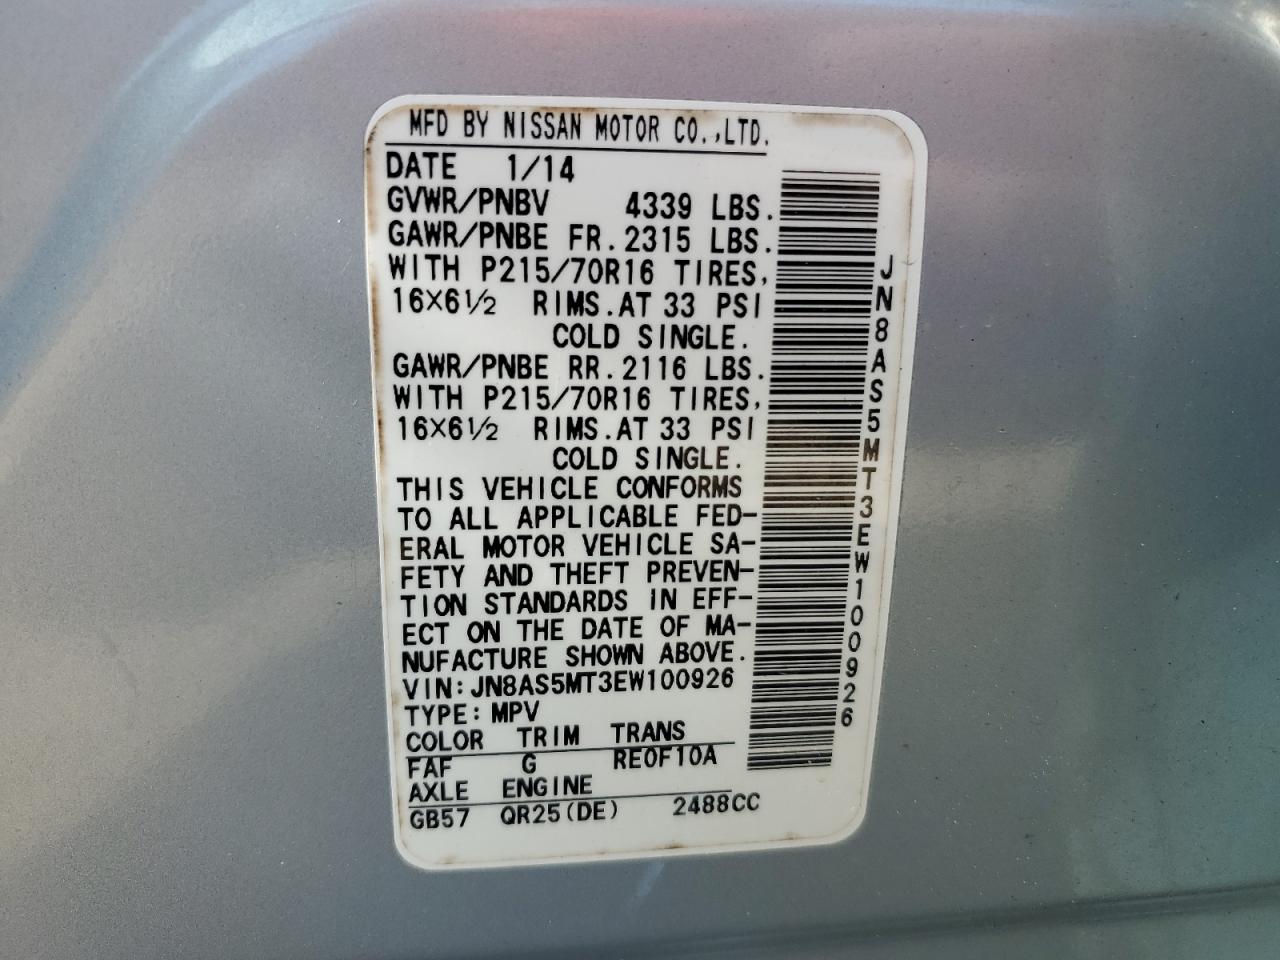 MFD BY NISSAN MOTOR CO.,LTD.
DATE 1/14
GVWR/PNBV 4339 LBS.
GAWR/PNBE FR.2315 LBS.
WITH P215/70R16 TIRES,
16×6½ RIMS.AT 33 PSI
COLD SINGLE.
GAWR/PNBE RR.2116 LBS.
WITH P215/70R16 TIRES,
16×6½ RIMS.AT 33 PSI
COLD SINGLE.
THIS VEHICLE CONFORMS
TO ALL APPLICABLE FED-
ERAL MOTOR VEHICLE SA-
FETY AND THEFT PREVEN-
TION STANDARDS IN EFF-
ECT ON THE DATE OF MA-
NUFACTURE SHOWN ABOVE.
VIN:JN8AS5MT3EW100926
TYPE:MPV
COLOR TRIM TRANS
FAF G RE0F10A
AXLE ENGINE
GB57 QR25(DE) 2488CC
JN8AS5MT3EW100926